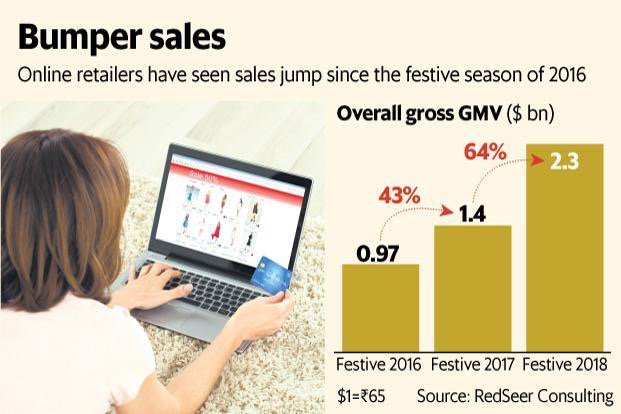 Bumper sales
Online retailers have seen sales jump since the festive season of 2016
Sale 50%
Overall gross GMV ($ bn)
64%
2.3
43%
1.4
0.97
Festive 2016 Festive 2017 Festive 2018
$1=₹65 Source: RedSeer Consulting